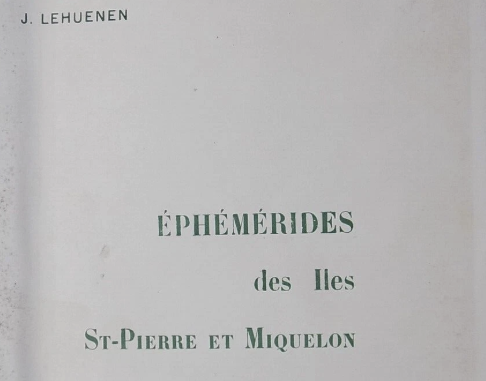 J. LEHUENEN
ÉPHÉMÉRIDES
des Iles
ST-PIERRE ET MIQUELON